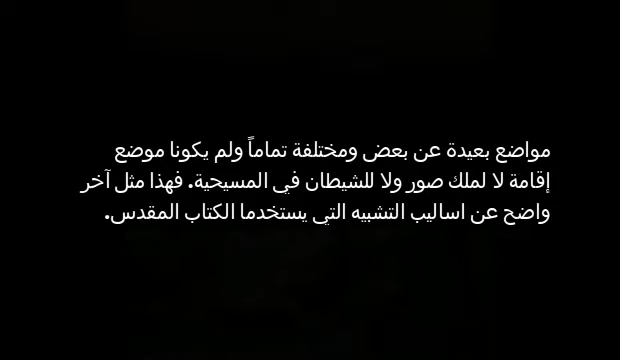 مواضع بعيدة عن بعض ومختلفة تماماً ولم يكونا موضع
إقامة لا لملك صور ولا للشيطان في المسيحية. فهذا مثل آخر
واضح عن اساليب التشبيه التي يستخدما الكتاب المقدس.